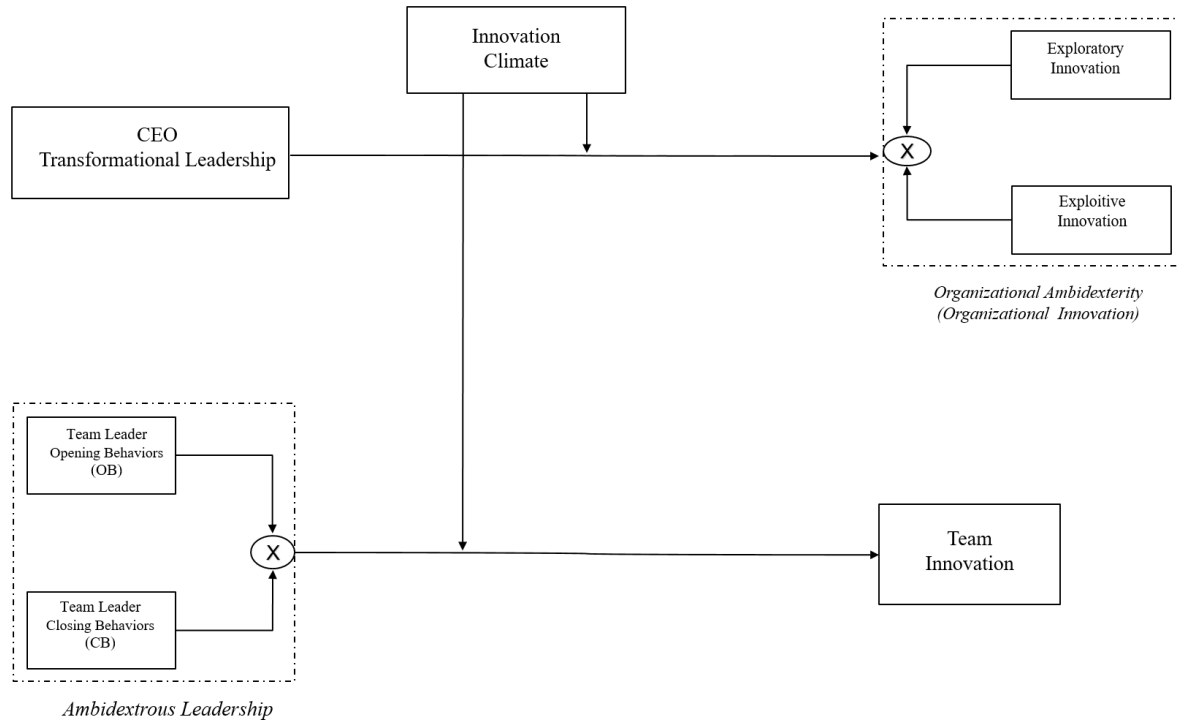 Innovation
Climate
Exploratory
Innovation
CEO
Transformational Leadership
X
Exploitive
Innovation
Organizational Ambidexterity
(Organizational Innovation)
Team Leader
Opening Behaviors
(OB)
X
Team
Innovation
Team Leader
Closing Behaviors
(CB)
Ambidextrous Leadership